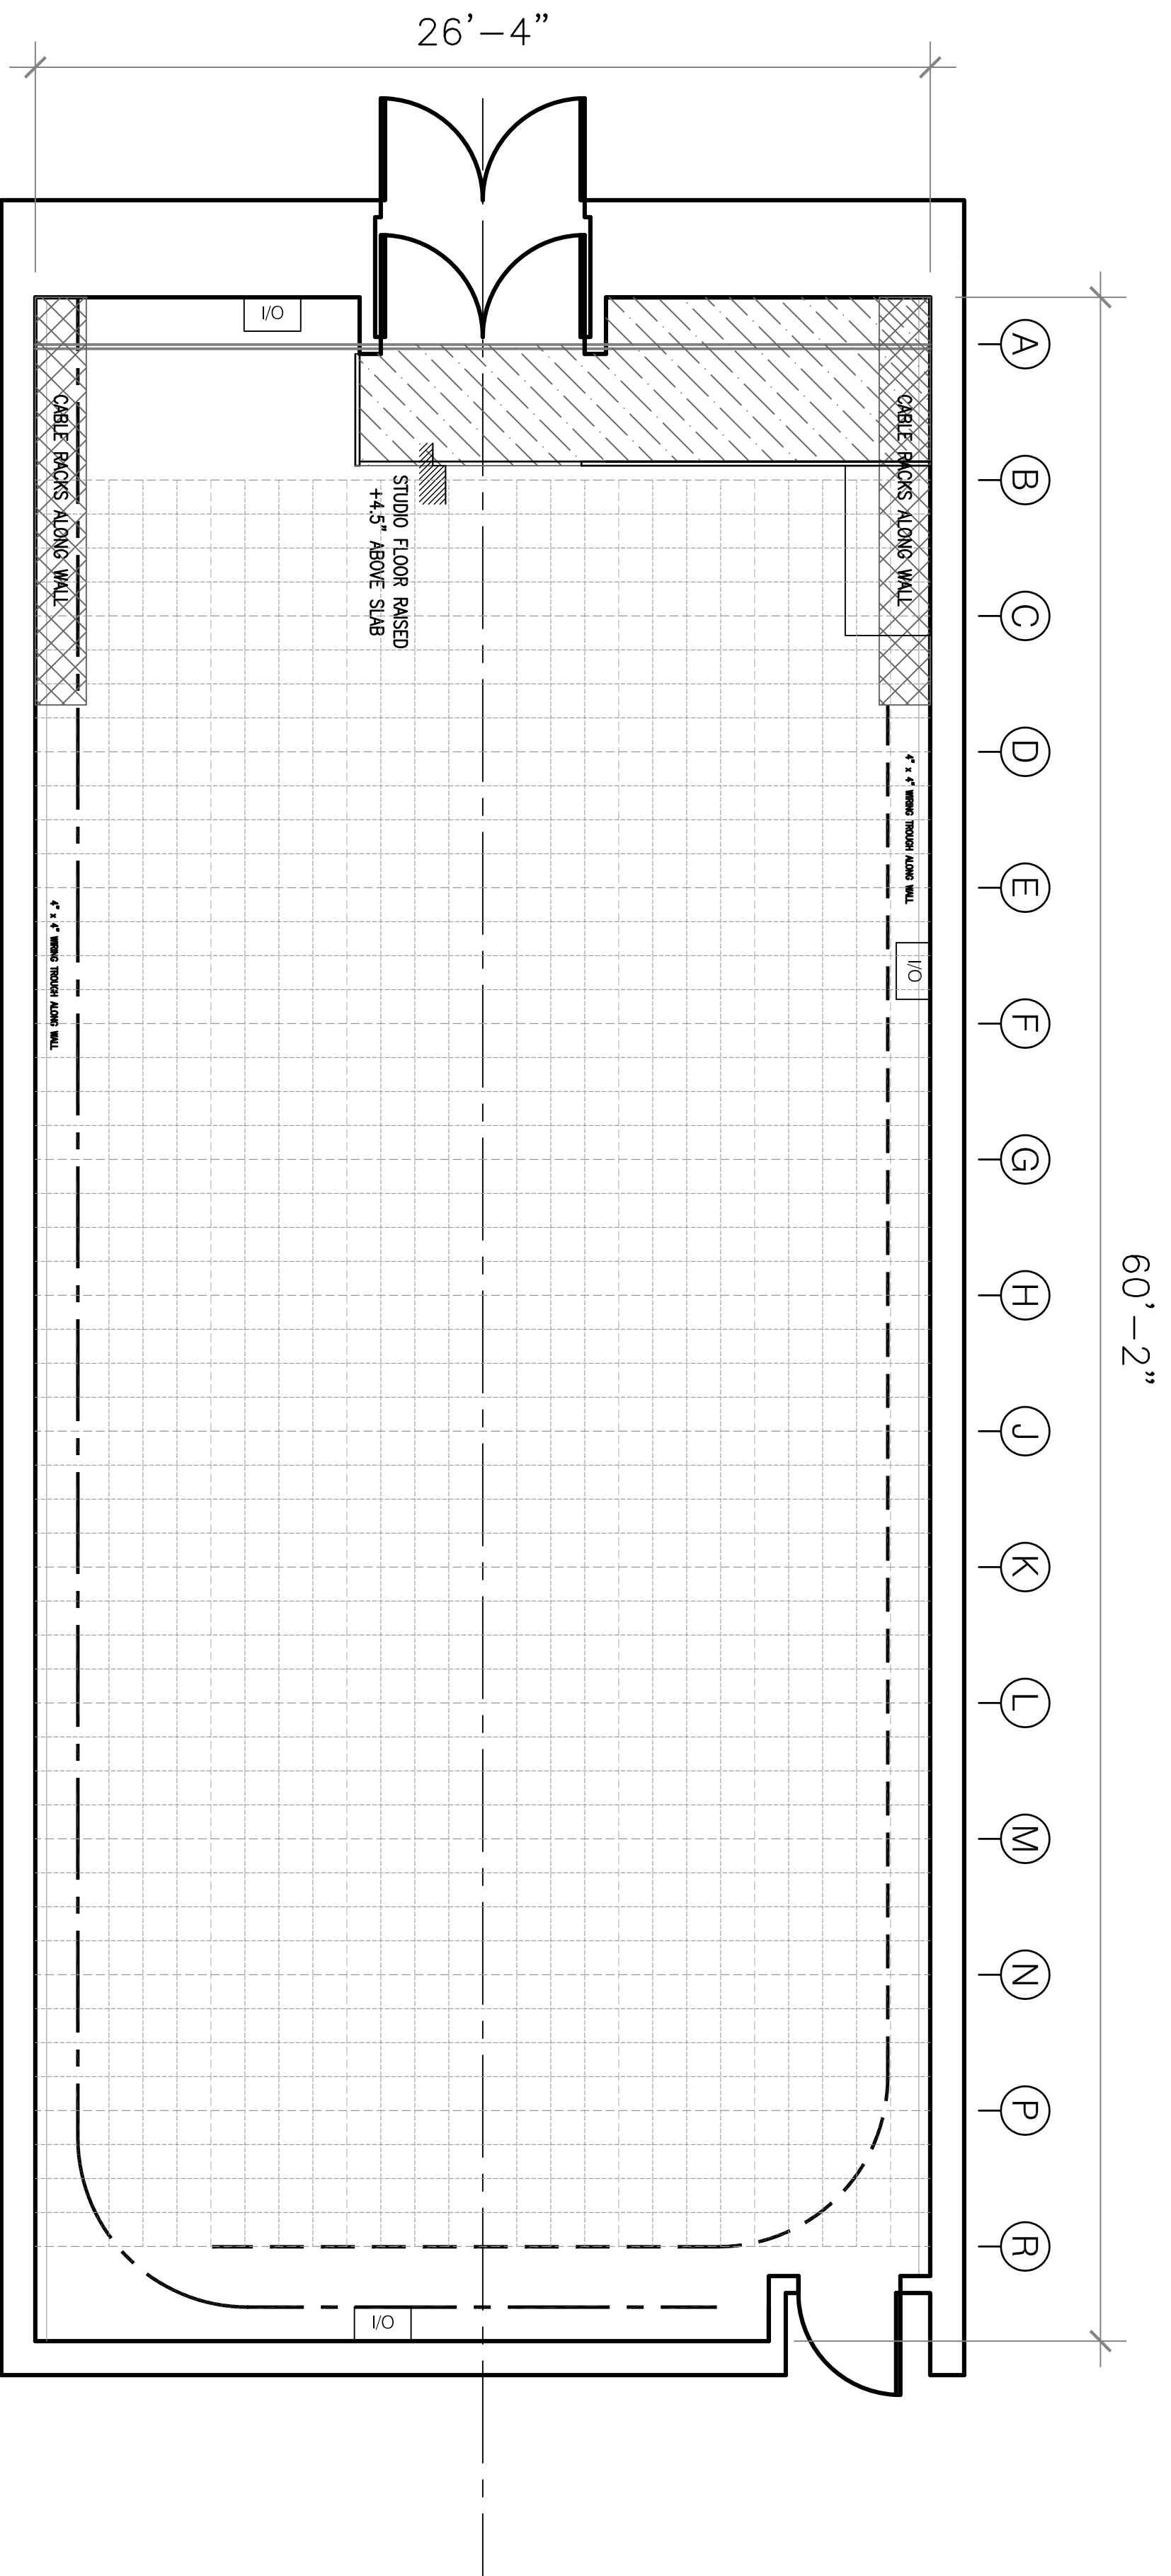 26'-4"
I/O
A
CABLE RACKS ALONG WALL
CABLE RACKS ALONG WALL
B
STUDIO FLOOR RAISED
+4.5" ABOVE SLAB
C
D
4" x 4" WIRING TROUGH ALONG WALL
E
4" x 4" WIRING TROUGH ALONG WALL
I/O
F
G
H
60'-2"
J
K
L
M
N
P
R
I/O